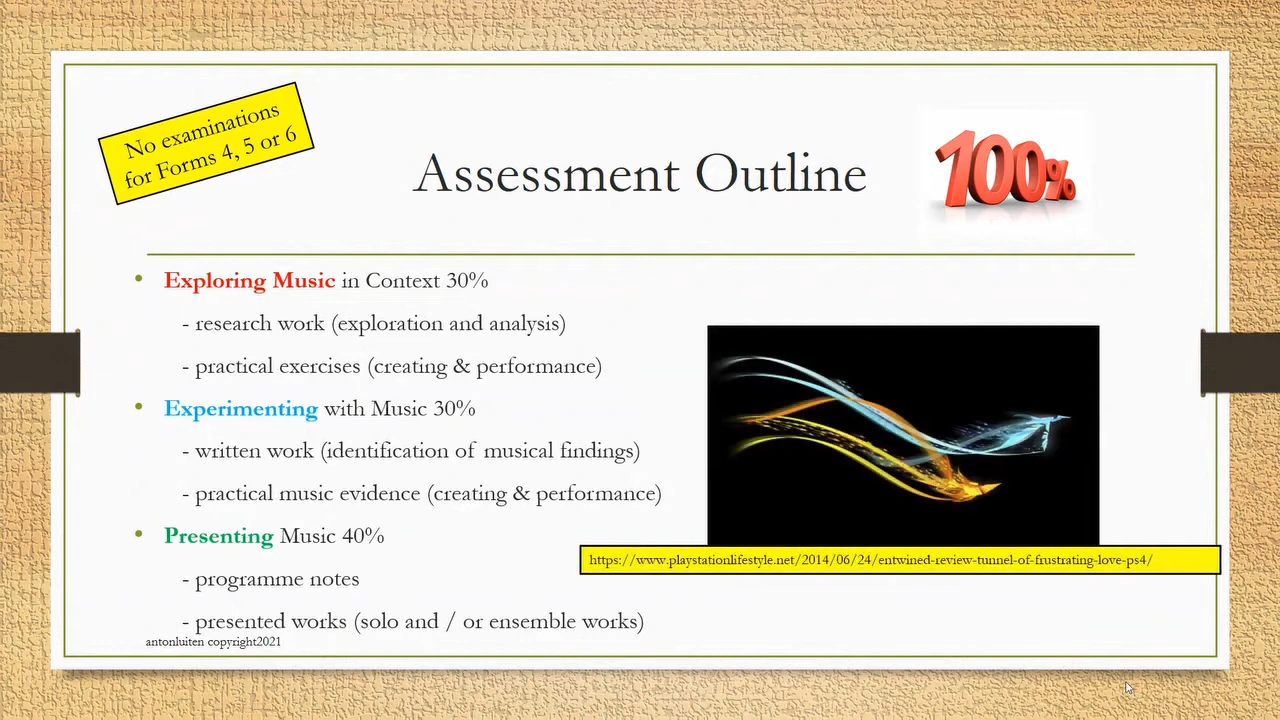 No examinations
for Forms 4, 5 or 6
Assessment Outline
100%
• Exploring Music in Context 30%
- research work (exploration and analysis)
- practical exercises (creating & performance)
• Experimenting with Music 30%
- written work (identification of musical findings)
- practical music evidence (creating & performance)
• Presenting Music 40%
- programme notes
- presented works (solo and / or ensemble works)
https://www.playstationlifestyle.net/2014/06/24/entwined-review-tunnel-of-frustrating-love-ps4/
antonluiten copyright2021